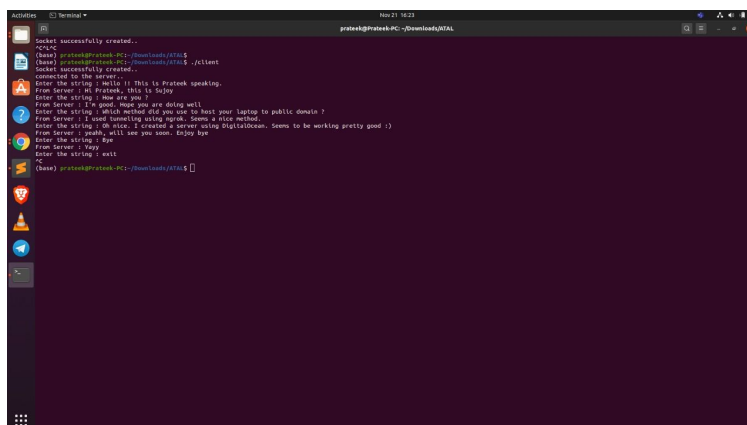 Activities
Terminal
Nov 21 16:23
prateek@Prateek-PC: ~/Downloads/ATAL
Socket successfully created..
^C^L^C
(base) prateek@Prateek-PC:~/Downloads/ATAL$
(base) prateek@Prateek-PC:~/Downloads/ATAL$ ./client
Socket successfully created..
connected to the server..
Enter the string : Hello !! This is Prateek speaking.
From Server : Hi Prateek, this is Sujoy
Enter the string : How are you ?
From Server : I'm good. Hope you are doing well
Enter the string : Which method did you use to host your laptop to public domain ?
From Server : I used tunneling using ngrok. Seems a nice method.
Enter the string : Oh nice. I created a server using DigitalOcean. Seems to be working pretty good :)
From Server : yeahh, will see you soon. Enjoy bye
Enter the string : Bye
From Server : Yayy
Enter the string : exit
^C
(base) prateek@Prateek-PC:~/Downloads/ATAL$